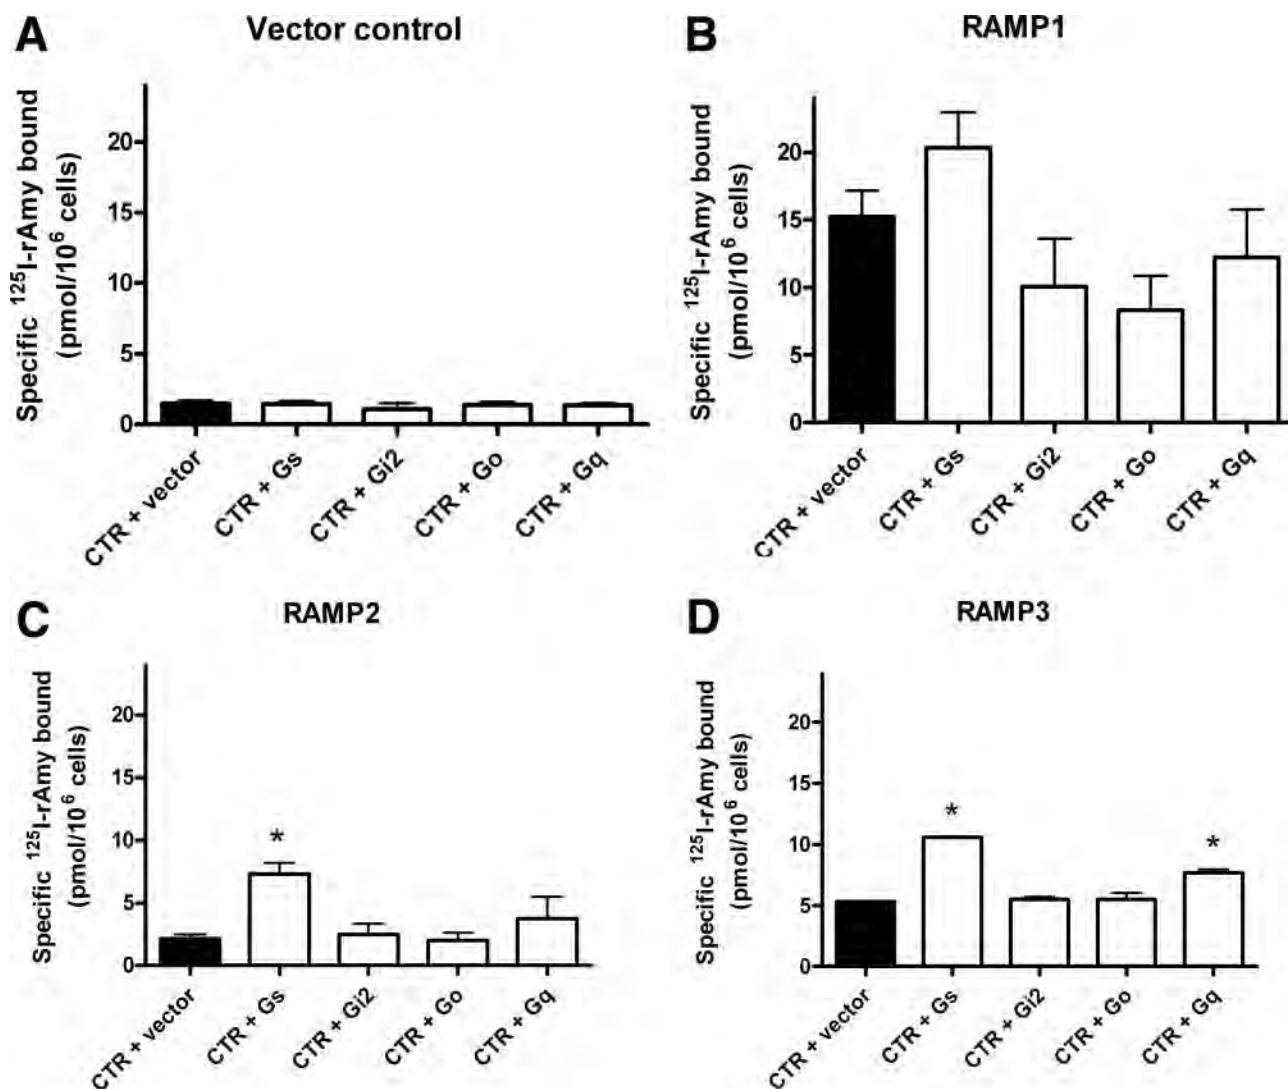 A
Vector control
Specific ¹²⁵I-rAmy bound
(pmol/10⁶ cells)
20
15
10
5
0
CTR + vector
CTR + Gs
CTR + Gi2
CTR + Go
CTR + Gq
B
RAMP1
Specific ¹²⁵I-rAmy bound
(pmol/10⁶ cells)
20
15
10
5
0
CTR + vector
CTR + Gs
CTR + Gi2
CTR + Go
CTR + Gq
C
RAMP2
Specific ¹²⁵I-rAmy bound
(pmol/10⁶ cells)
20
15
10
5
0
*
CTR + vector
CTR + Gs
CTR + Gi2
CTR + Go
CTR + Gq
D
RAMP3
Specific ¹²⁵I-rAmy bound
(pmol/10⁶ cells)
20
15
10
5
0
*
*
CTR + vector
CTR + Gs
CTR + Gi2
CTR + Go
CTR + Gq